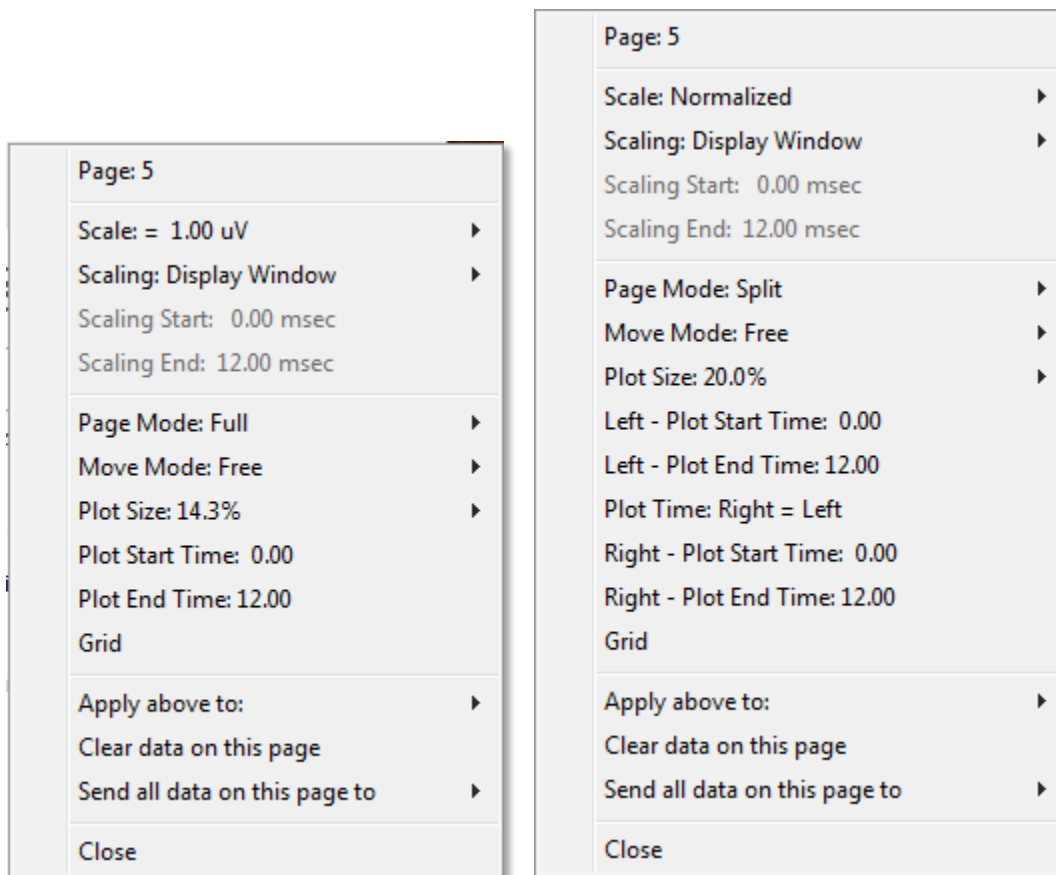 Page: 5
Scale: = 1.00 uV
Scaling: Display Window
Scaling Start: 0.00 msec
Scaling End: 12.00 msec
Page Mode: Full
Move Mode: Free
Plot Size: 14.3%
Plot Start Time: 0.00
Plot End Time: 12.00
Grid
Apply above to:
Clear data on this page
Send all data on this page to
Close
Page: 5
Scale: Normalized
Scaling: Display Window
Scaling Start: 0.00 msec
Scaling End: 12.00 msec
Page Mode: Split
Move Mode: Free
Plot Size: 20.0%
Left - Plot Start Time: 0.00
Left - Plot End Time: 12.00
Plot Time: Right = Left
Right - Plot Start Time: 0.00
Right - Plot End Time: 12.00
Grid
Apply above to:
Clear data on this page
Send all data on this page to
Close